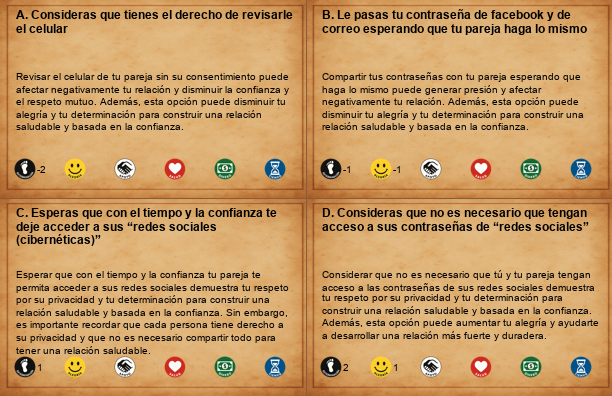 A. Consideras que tienes el derecho de revisarle
el celular
Revisar el celular de tu pareja sin su consentimiento puede
afectar negativamente tu relación y disminuir la confianza y
el respeto mutuo. Además, esta opción puede disminuir tu
alegría y tu determinación para construir una relación
saludable y basada en la confianza.
-2
B. Le pasas tu contraseña de facebook y de
correo esperando que tu pareja haga lo mismo
Compartir tus contraseñas con tu pareja esperando que
haga lo mismo puede generar presión y afectar
negativamente tu relación. Además, esta opción puede
disminuir tu alegría y tu determinación para construir una
relación saludable y basada en la confianza.
-1 -1
C. Esperas que con el tiempo y la confianza te
deje acceder a sus “redes sociales
(cibernéticas)”
Esperar que con el tiempo y la confianza tu pareja te
permita acceder a sus redes sociales demuestra tu respeto
por su privacidad y tu determinación para construir una
relación saludable y basada en la confianza. Sin embargo,
es importante recordar que cada persona tiene derecho a
su privacidad y que no es necesario compartir todo para
tener una relación saludable.
1
D. Consideras que no es necesario que tengan
acceso a sus contraseñas de “redes sociales”
Considerar que no es necesario que tú y tu pareja tengan
acceso a las contraseñas de sus redes sociales demuestra
tu respeto por su privacidad y tu determinación para
construir una relación saludable y basada en la confianza.
Además, esta opción puede aumentar tu alegría y ayudarte
a desarrollar una relación más fuerte y duradera.
2 1